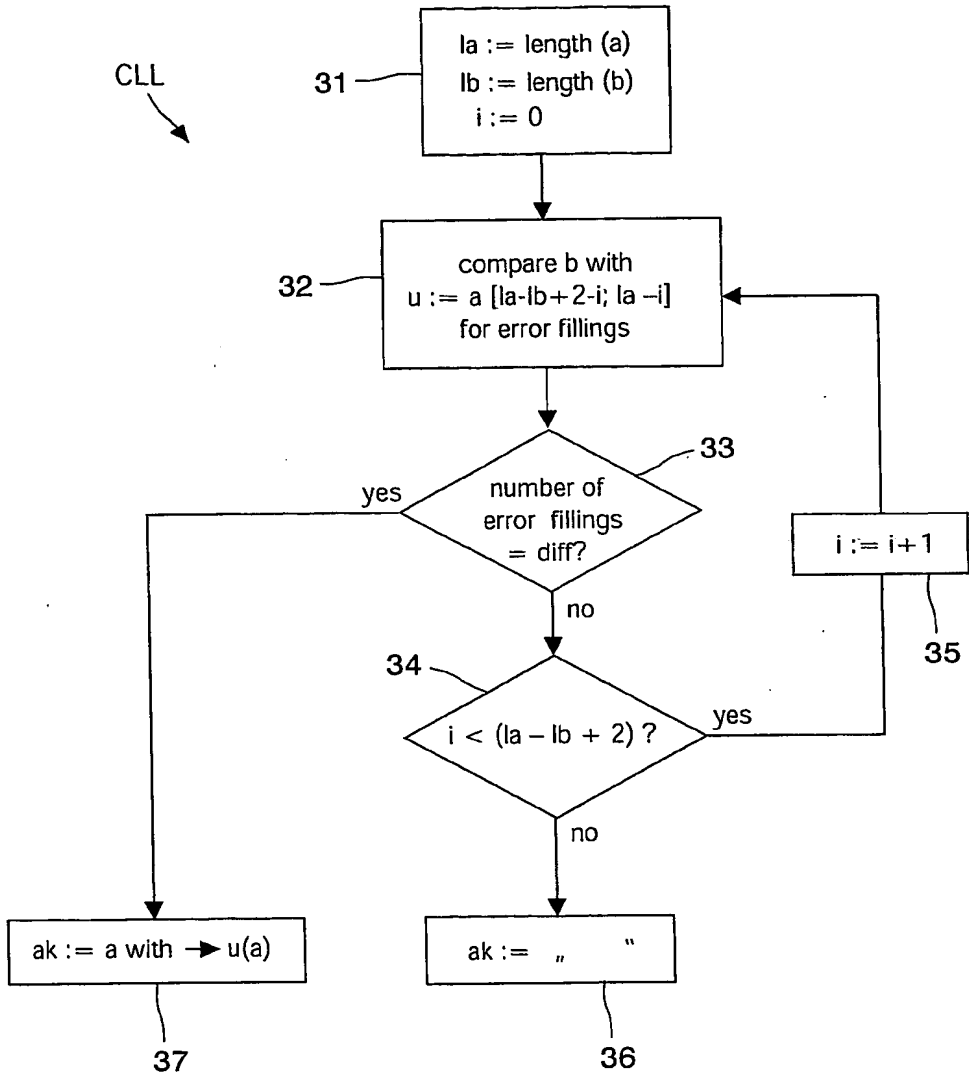 CLL
31
la := length (a)
lb := length (b)
i := 0
32
compare b with
u := a [la-lb+2-i; la –i]
for error fillings
33
yes
number of
error fillings
= diff?
no
i := i+1
35
34
i < (la – lb + 2) ?
yes
no
ak := a with → u(a)
37
ak := „ “
36